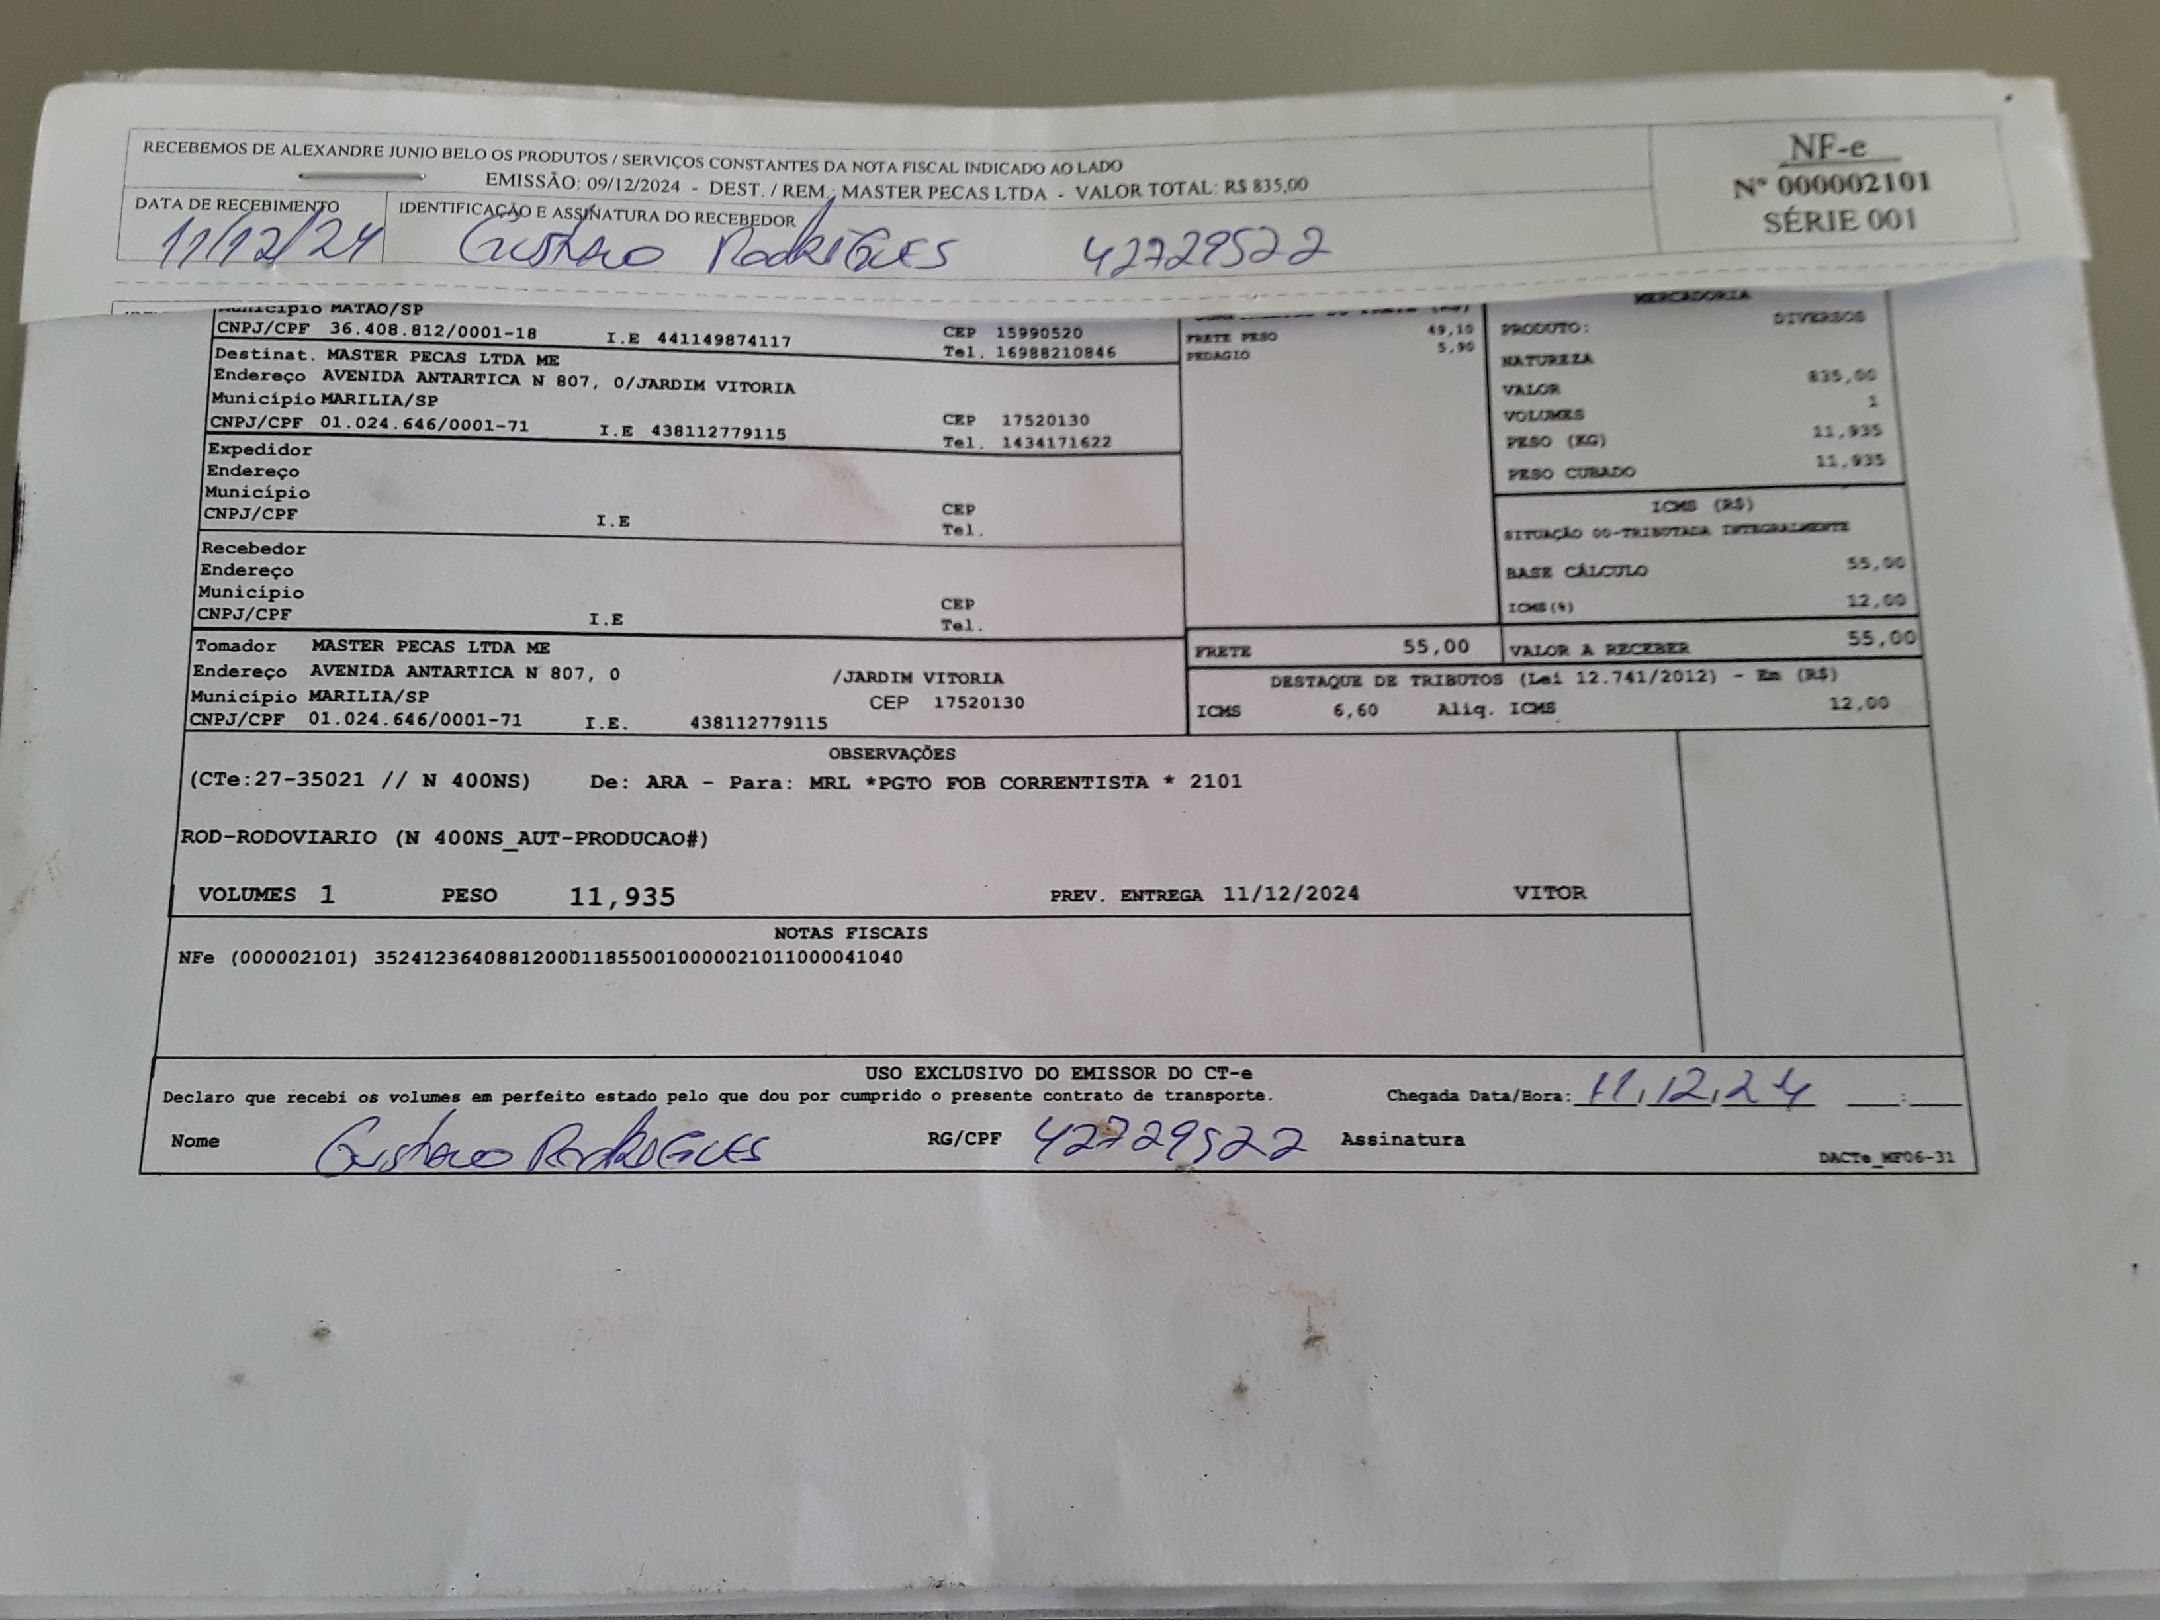 RECEBEMOS DE ALEXANDRE JUNIO BELO OS PRODUTOS / SERVIÇOS CONSTANTES DA NOTA FISCAL INDICADO AO LADO
EMISSÃO: 09/12/2024 - DEST. / REM.: MASTER PECAS LTDA - VALOR TOTAL: R$ 835,00
NF-e
N° 000002101
SÉRIE 001
DATA DE RECEBIMENTO
11/12/24
IDENTIFICAÇÃO E ASSINATURA DO RECEBEDOR
Gustavo Rodrigues 42729522
Município MATAO/SP
CNPJ/CPF 36.408.812/0001-18 I.E 441149874117 CEP 15990520
Tel. 16988210846
Destinat. MASTER PECAS LTDA ME
Endereço AVENIDA ANTARTICA N 807, 0/JARDIM VITORIA
Município MARILIA/SP CEP 17520130
CNPJ/CPF 01.024.646/0001-71 I.E 438112779115 Tel. 1434171622
Expedidor
Endereço
Município CEP
CNPJ/CPF I.E Tel.
Recebedor
Endereço
Município CEP
CNPJ/CPF I.E Tel.
Tomador MASTER PECAS LTDA ME
Endereço AVENIDA ANTARTICA N 807, 0 /JARDIM VITORIA
Município MARILIA/SP CEP 17520130
CNPJ/CPF 01.024.646/0001-71 I.E. 438112779115
FRETE PESO 49,10
PEDAGIO 5,90
MERCADORIA
PRODUTO: DIVERSOS
NATUREZA
VALOR 835,00
VOLUMES 1
PESO (KG) 11,935
PESO CUBADO 11,935
ICMS (R$)
SITUAÇÃO 00-TRIBUTADA INTEGRALMENTE
BASE CÁLCULO 55,00
ICMS(%) 12,00
FRETE 55,00 VALOR A RECEBER 55,00
DESTAQUE DE TRIBUTOS (Lei 12.741/2012) - Em (R$)
ICMS 6,60 Aliq. ICMS 12,00
OBSERVAÇÕES
(CTe:27-35021 // N 400NS) De: ARA - Para: MRL *PGTO FOB CORRENTISTA * 2101
ROD-RODOVIARIO (N 400NS_AUT-PRODUCAO#)
VOLUMES 1 PESO 11,935 PREV. ENTREGA 11/12/2024 VITOR
NOTAS FISCAIS
NFe (000002101) 35241236408812000118550010000021011000041040
USO EXCLUSIVO DO EMISSOR DO CT-e
Declaro que recebi os volumes em perfeito estado pelo que dou por cumprido o presente contrato de transporte. Chegada Data/Hora: 11,12,24 :
Nome Gustavo Rodrigues RG/CPF 42729522 Assinatura
DACTe_MF06-31